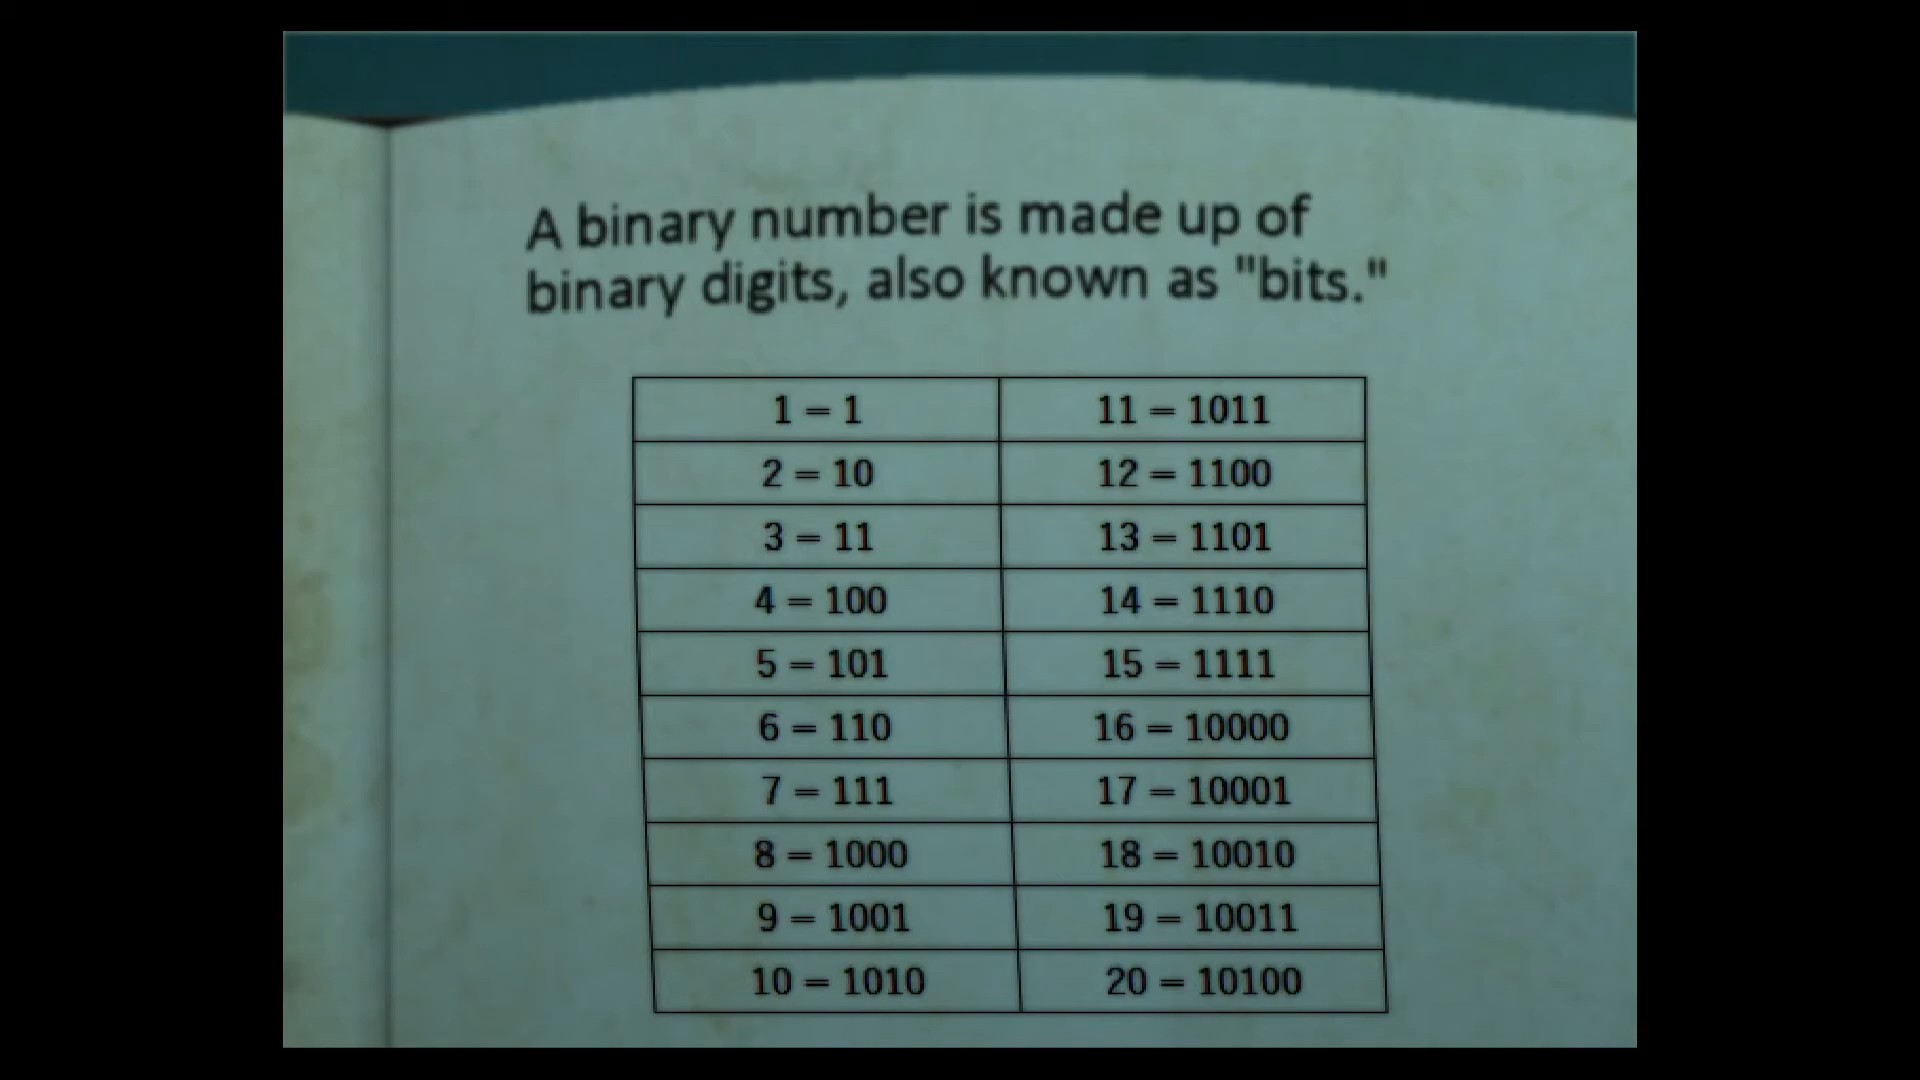 A binary number is made up of
binary digits, also known as "bits."
1 = 1 11 = 1011
2 = 10 12 = 1100
3 = 11 13 = 1101
4 = 100 14 = 1110
5 = 101 15 = 1111
6 = 110 16 = 10000
7 = 111 17 = 10001
8 = 1000 18 = 10010
9 = 1001 19 = 10011
10 = 1010 20 = 10100